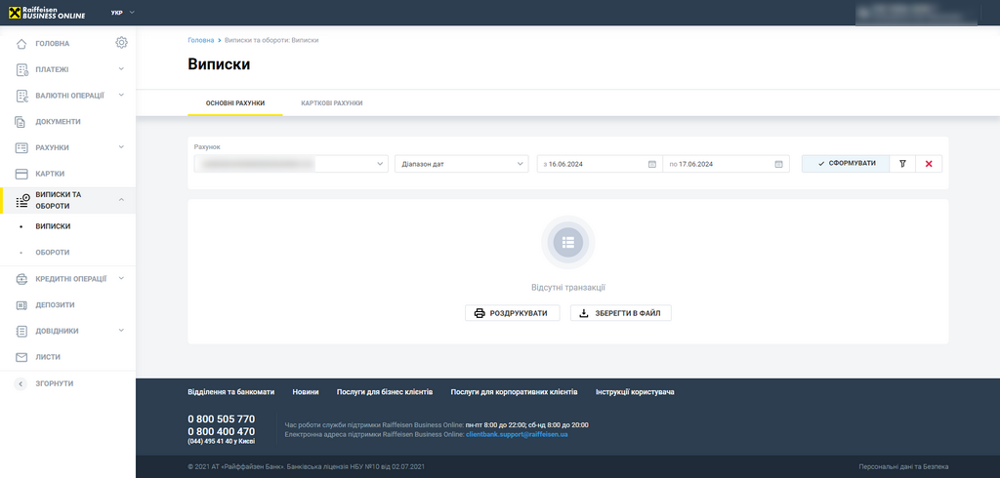 Raiffeisen
BUSINESS ONLINE
УКР
ГОЛОВНА
ПЛАТЕЖІ
ВАЛЮТНІ ОПЕРАЦІЇ
ДОКУМЕНТИ
РАХУНКИ
КАРТКИ
ВИПИСКИ ТА
ОБОРОТИ
ВИПИСКИ
ОБОРОТИ
КРЕДИТНІ ОПЕРАЦІЇ
ДЕПОЗИТИ
ДОВІДНИКИ
ЛИСТИ
ЗГОРНУТИ
Головна > Виписки та обороти: Виписки
Виписки
ОСНОВНІ РАХУНКИ КАРТКОВІ РАХУНКИ
Рахунок
Діапазон дат з 16.06.2024 по 17.06.2024 СФОРМУВАТИ
Відсутні транзакції
РОЗДРУКУВАТИ ЗБЕРЕГТИ В ФАЙЛ
Відділення та банкомати Новини Послуги для бізнес клієнтів Послуги для корпоративних клієнтів Інструкції користувача
0 800 505 770
0 800 400 470
(044) 495 41 40 у Києві
Час роботи служби підтримки Raiffeisen Business Online: пн-пт 8:00 до 22:00; сб-нд 8:00 до 20:00
Електронна адреса підтримки Raiffeisen Business Online: clientbank.support@raiffeisen.ua
© 2021 АТ «Райффайзен Банк». Банківська ліцензія НБУ №10 від 02.07.2021
Персональні дані та Безпека